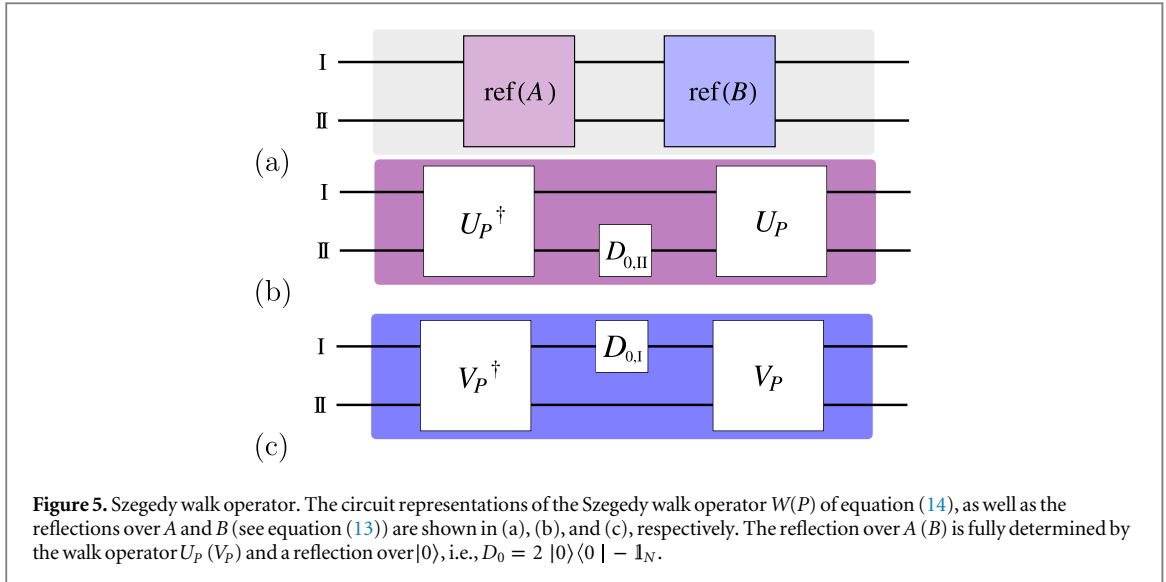 I
ref(A)
ref(B)
II
(a)
I
U_P†
U_P
II
D_{0,II}
(b)
I
D_{0,I}
V_P†
V_P
II
(c)
Figure 5. Szegedy walk operator. The circuit representations of the Szegedy walk operator W(P) of equation (14), as well as the
reflections over A and B (see equation (13)) are shown in (a), (b), and (c), respectively. The reflection over A (B) is fully determined by
the walk operator U_P (V_P) and a reflection over |0⟩, i.e., D_0 = 2 |0⟩⟨0 | − 𝟙_N.